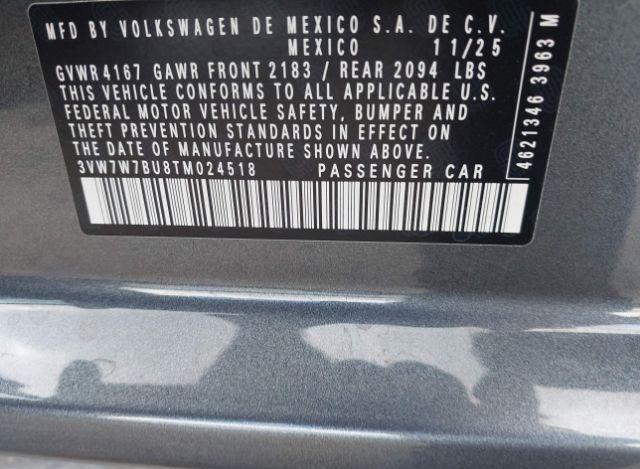 MFD BY VOLKSWAGEN DE MEXICO S.A. DE C.V.
MEXICO 11/25
GVWR 4167 GAWR FRONT 2183 / REAR 2094 LBS
THIS VEHICLE CONFORMS TO ALL APPLICABLE U.S.
FEDERAL MOTOR VEHICLE SAFETY, BUMPER AND
THEFT PREVENTION STANDARDS IN EFFECT ON
THE DATE OF MANUFACTURE SHOWN ABOVE.
3VW7W7BU8TM024518 PASSENGER CAR
4621346 3963 M